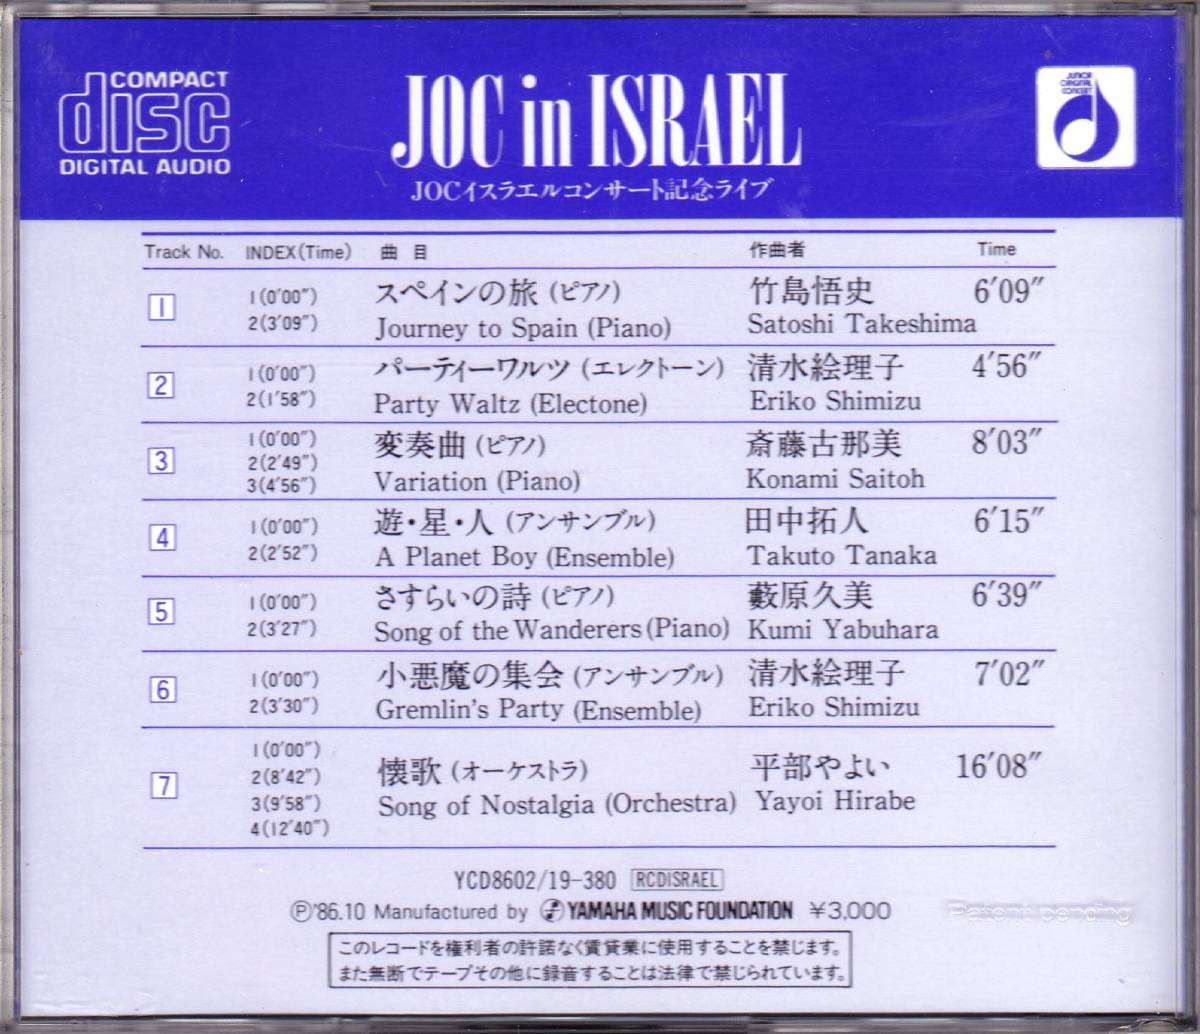 COMPACT
disc
DIGITAL AUDIO
JOC in ISRAEL
JOCイスラエルコンサート記念ライブ
JUNIOR
ORIGINAL
CONCERT
Track No. INDEX(Time) 曲目 作曲者 Time
1 1(0′00″) スペインの旅 (ピアノ) 竹島悟史 6′09″
2(3′09″) Journey to Spain (Piano) Satoshi Takeshima
2 1(0′00″) パーティーワルツ (エレクトーン) 清水絵理子 4′56″
2(1′58″) Party Waltz (Electone) Eriko Shimizu
3 1(0′00″) 変奏曲 (ピアノ) 斎藤古那美 8′03″
2(2′49″)
3(4′56″) Variation (Piano) Konami Saitoh
4 1(0′00″) 遊・星・人 (アンサンブル) 田中拓人 6′15″
2(2′52″) A Planet Boy (Ensemble) Takuto Tanaka
5 1(0′00″) さすらいの詩 (ピアノ) 藪原久美 6′39″
2(3′27″) Song of the Wanderers (Piano) Kumi Yabuhara
6 1(0′00″) 小悪魔の集会 (アンサンブル) 清水絵理子 7′02″
2(3′30″) Gremlin's Party (Ensemble) Eriko Shimizu
7 1(0′00″)
2(8′42″) 懐歌 (オーケストラ) 平部やよい 16′08″
3(9′58″) Song of Nostalgia (Orchestra) Yayoi Hirabe
4(12′40″)
YCD8602/19-380 RCDISRAEL
Ⓟ'86.10 Manufactured by YAMAHA MUSIC FOUNDATION ¥3,000
Patent pending
このレコードを権利者の許諾なく賃貸業に使用することを禁じます。
また無断でテープその他に録音することは法律で禁じられています。